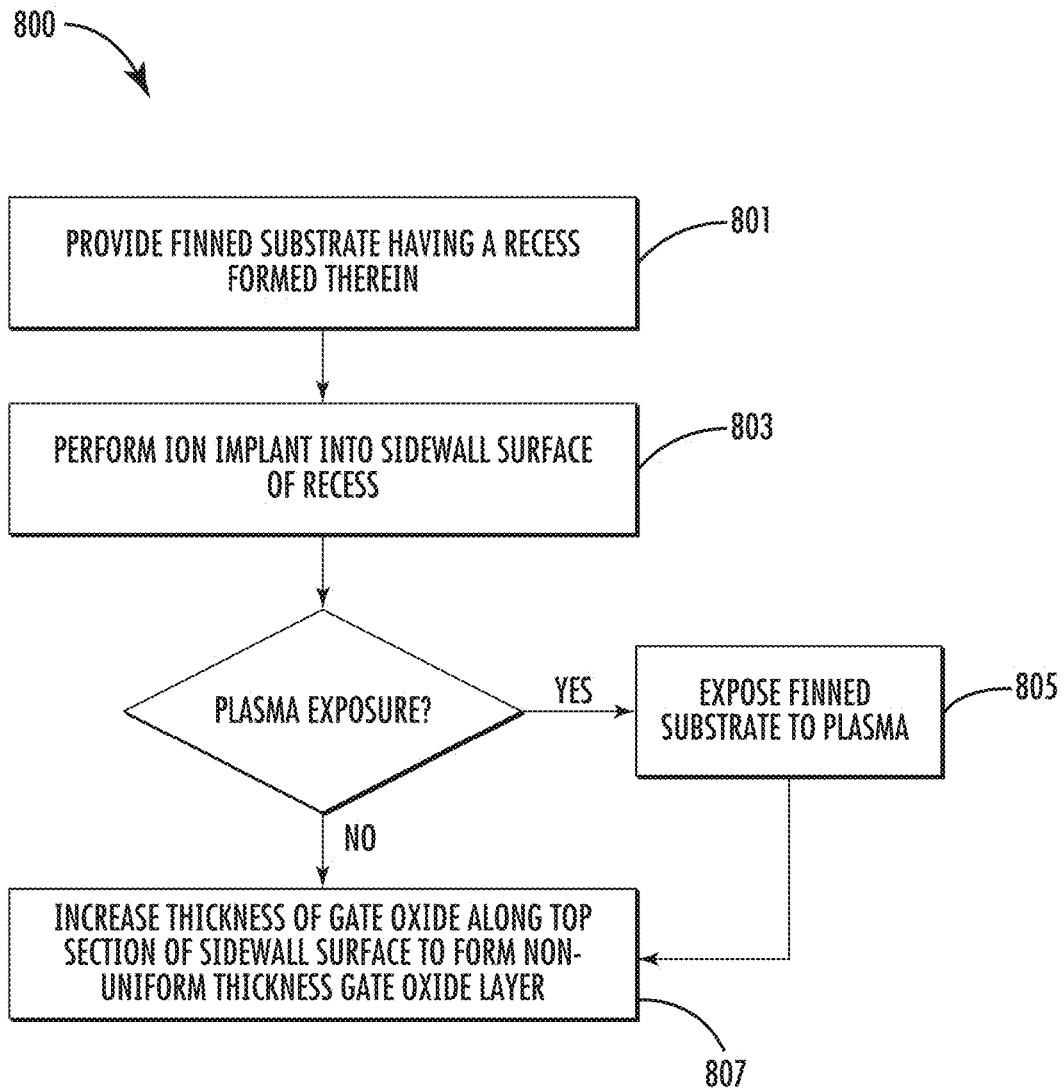 800
PROVIDE FINNED SUBSTRATE HAVING A RECESS
FORMED THEREIN
801
PERFORM ION IMPLANT INTO SIDEWALL SURFACE
OF RECESS
803
PLASMA EXPOSURE?
YES
EXPOSE FINNED
SUBSTRATE TO PLASMA
805
NO
INCREASE THICKNESS OF GATE OXIDE ALONG TOP
SECTION OF SIDEWALL SURFACE TO FORM NON-
UNIFORM THICKNESS GATE OXIDE LAYER
807